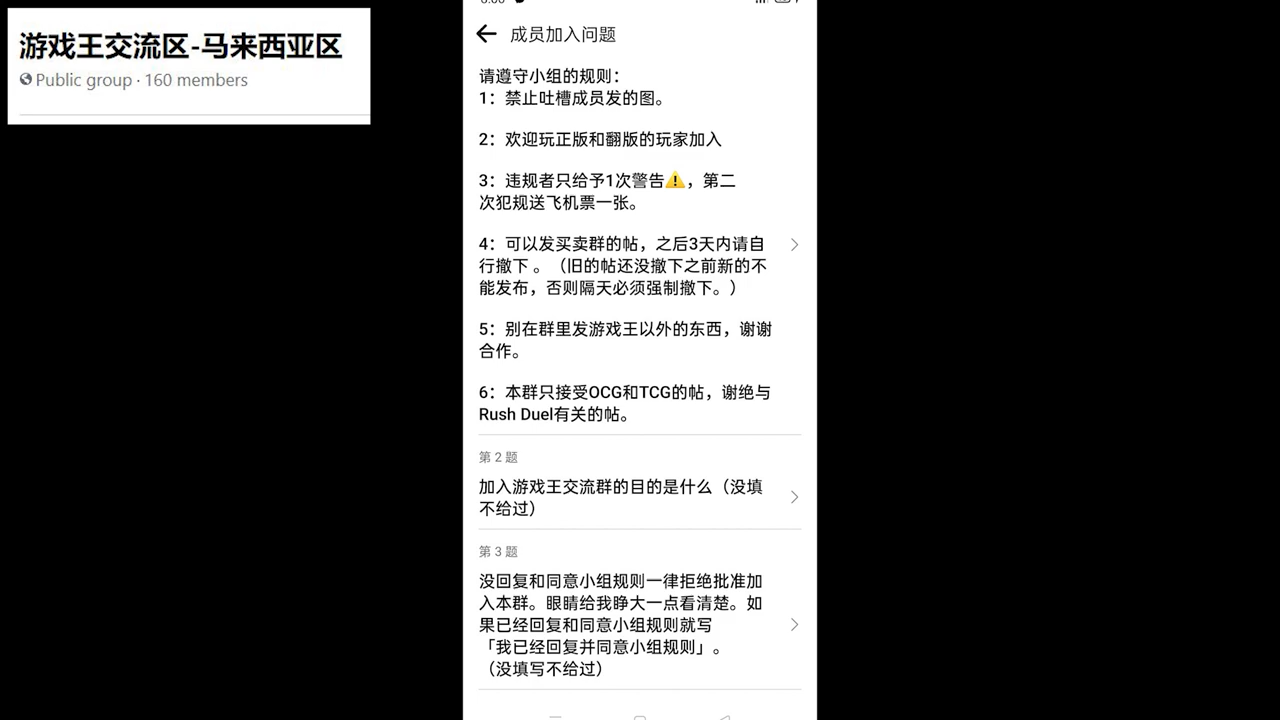 游戏王交流区-马来西亚区
Public group · 160 members
成员加入问题
请遵守小组的规则：
1：禁止吐槽成员发的图。
2：欢迎玩正版和翻版的玩家加入
3：违规者只给予1次警告⚠️，第二
次犯规送飞机票一张。
4：可以发买卖群的帖，之后3天内请自
行撤下 。（旧的帖还没撤下之前新的不
能发布，否则隔天必须强制撤下。）
5：别在群里发游戏王以外的东西，谢谢
合作。
6：本群只接受OCG和TCG的帖，谢绝与
Rush Duel有关的帖。
第 2 题
加入游戏王交流群的目的是什么（没填
不给过）
第 3 题
没回复和同意小组规则一律拒绝批准加
入本群。眼睛给我睁大一点看清楚。如
果已经回复和同意小组规则就写
「我已经回复并同意小组规则」。
（没填写不给过）